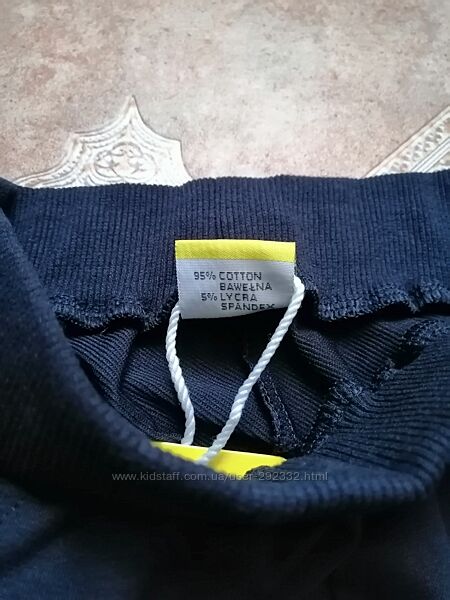 95% COTTON
BAWEŁNA
5% LYCRA
SPANDEX
www.kidstaff.com.ua/user-292332.html